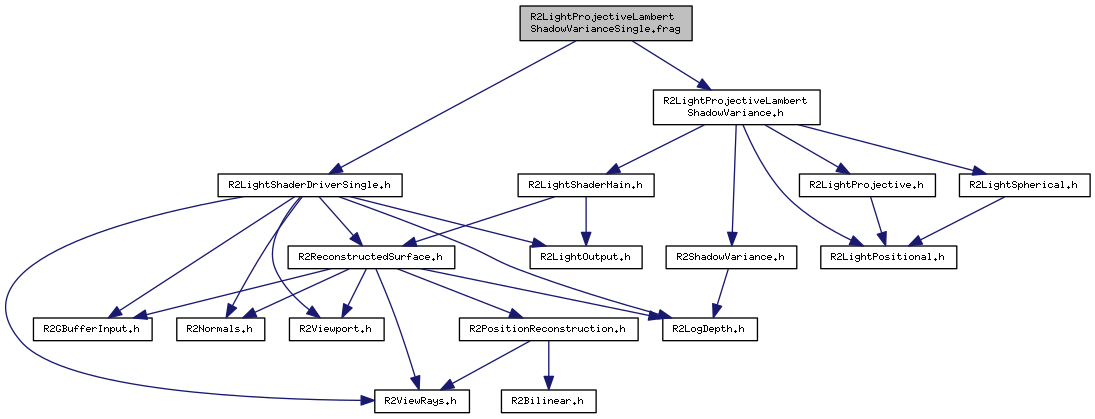 R2LightProjectiveLambert
ShadowVarianceSingle.frag
R2LightProjectiveLambert
ShadowVariance.h
R2LightShaderDriverSingle.h
R2LightShaderMain.h
R2LightProjective.h
R2LightSpherical.h
R2ReconstructedSurface.h
R2LightOutput.h
R2ShadowVariance.h
R2LightPositional.h
R2GBufferInput.h
R2Normals.h
R2Viewport.h
R2PositionReconstruction.h
R2LogDepth.h
R2ViewRays.h
R2Bilinear.h